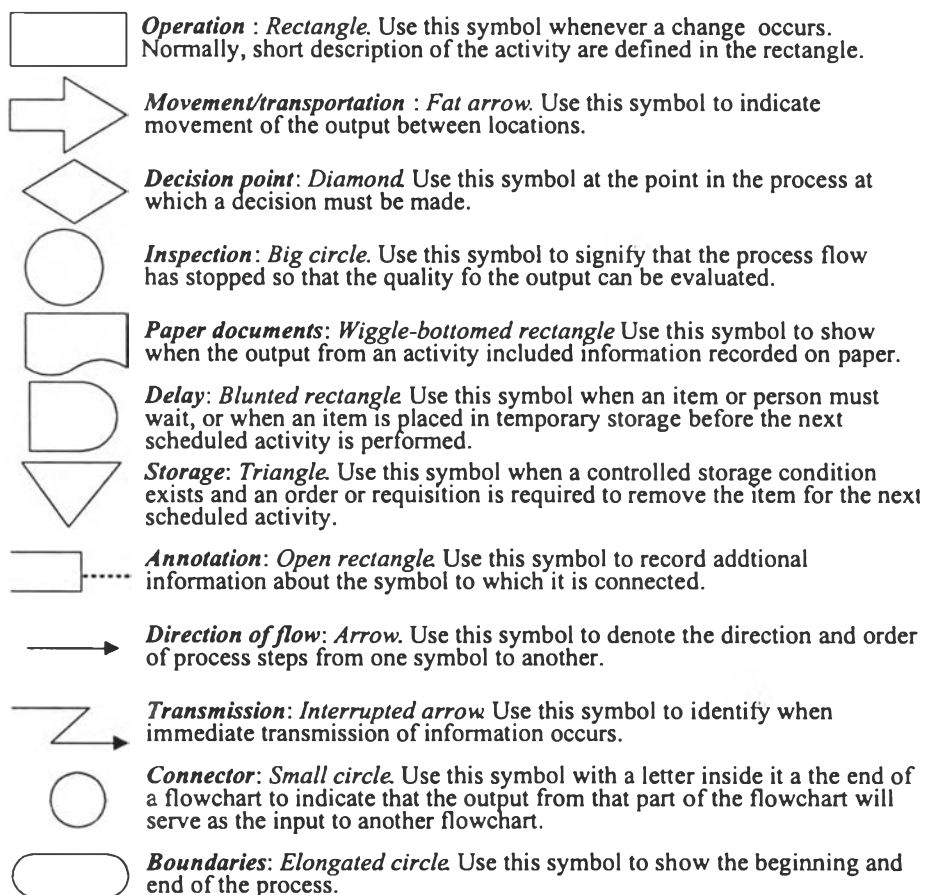 Operation : Rectangle. Use this symbol whenever a change occurs.
Normally, short description of the activity are defined in the rectangle.
Movement/transportation : Fat arrow. Use this symbol to indicate
movement of the output between locations.
Decision point: Diamond. Use this symbol at the point in the process at
which a decision must be made.
Inspection: Big circle. Use this symbol to signify that the process flow
has stopped so that the quality fo the output can be evaluated.
Paper documents: Wiggle-bottomed rectangle Use this symbol to show
when the output from an activity included information recorded on paper.
Delay: Blunted rectangle. Use this symbol when an item or person must
wait, or when an item is placed in temporary storage before the next
scheduled activity is performed.
Storage: Triangle. Use this symbol when a controlled storage condition
exists and an order or requisition is required to remove the item for the next
scheduled activity.
Annotation: Open rectangle. Use this symbol to record addtional
information about the symbol to which it is connected.
Direction of flow: Arrow. Use this symbol to denote the direction and order
of process steps from one symbol to another.
Transmission: Interrupted arrow. Use this symbol to identify when
immediate transmission of information occurs.
Connector: Small circle. Use this symbol with a letter inside it a the end of
a flowchart to indicate that the output from that part of the flowchart will
serve as the input to another flowchart.
Boundaries: Elongated circle. Use this symbol to show the beginning and
end of the process.